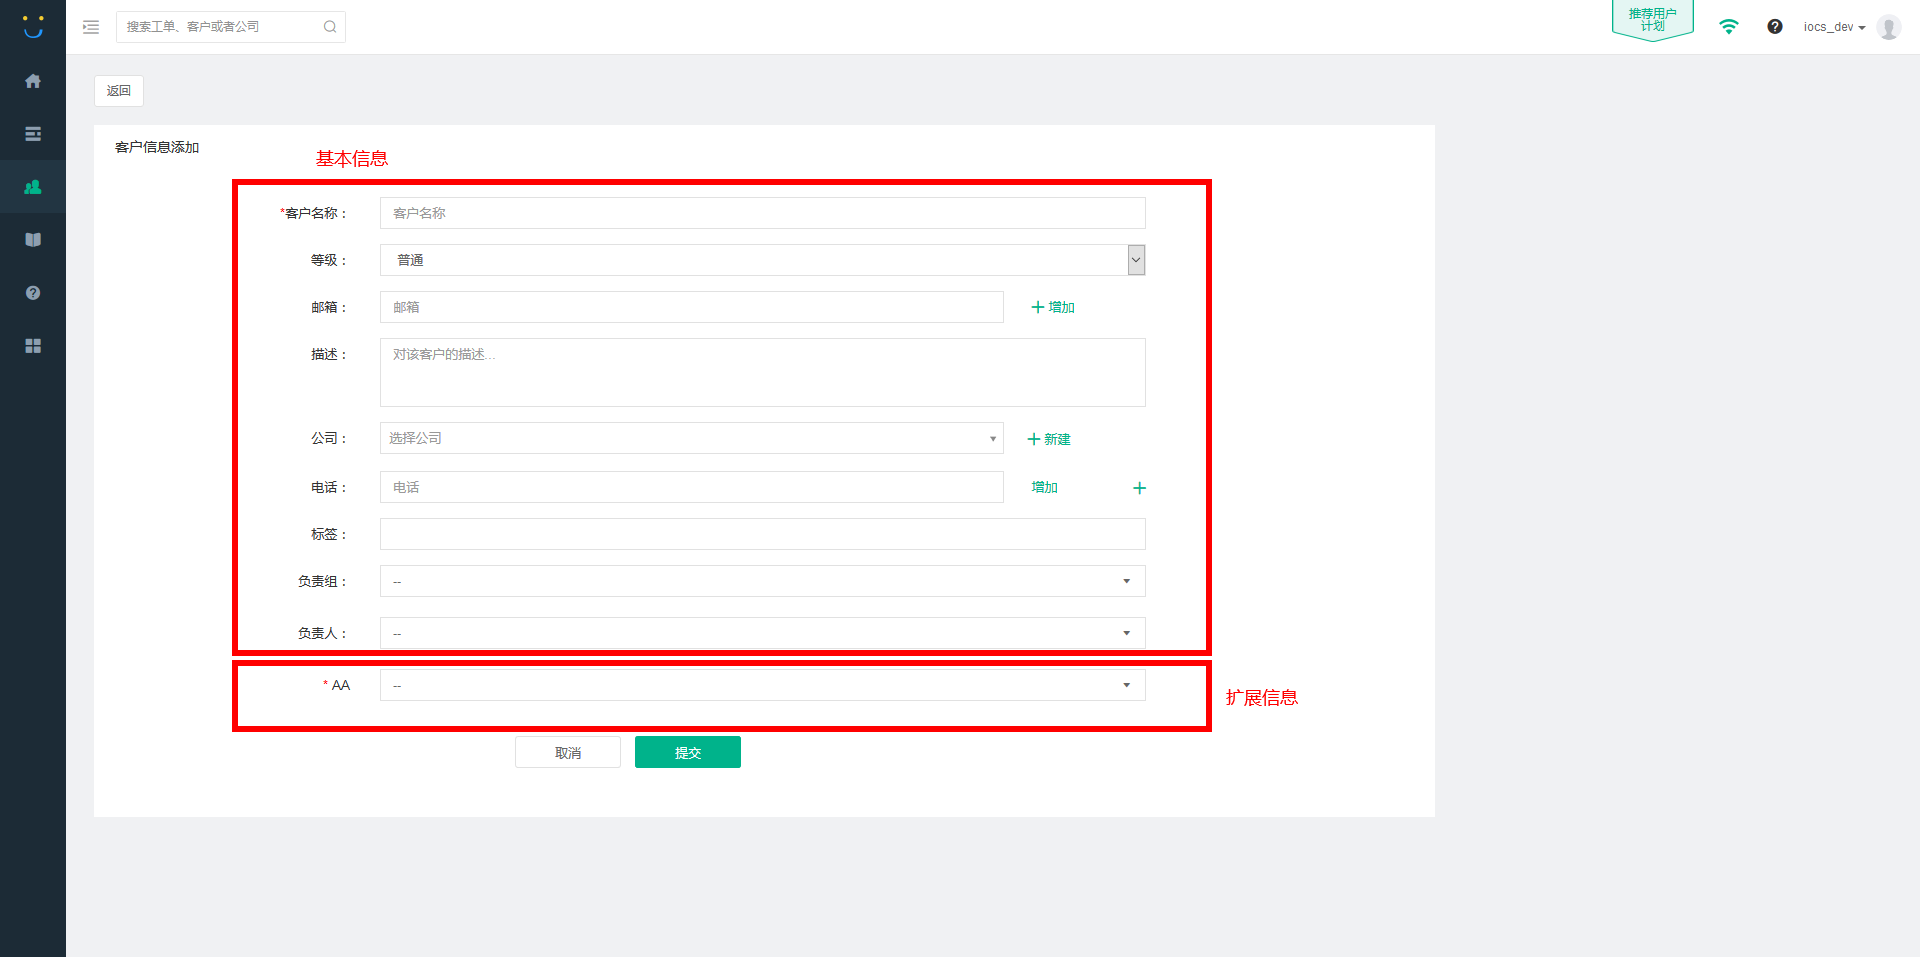 搜索工单、客户或者公司
推荐用户
计划
iocs_dev
返回
客户信息添加
基本信息
*客户名称：
客户名称
等级：
普通
邮箱：
邮箱
增加
描述：
对该客户的描述...
公司：
选择公司
新建
电话：
电话
增加
标签：
负责组：
--
负责人：
--
* AA
--
扩展信息
取消
提交